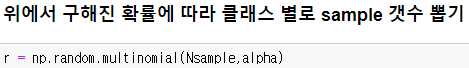 위에서 구해진 확률에 따라 클래스 별로 sample 갯수 뽑기
r = np.random.multinomial(Nsample,alpha)